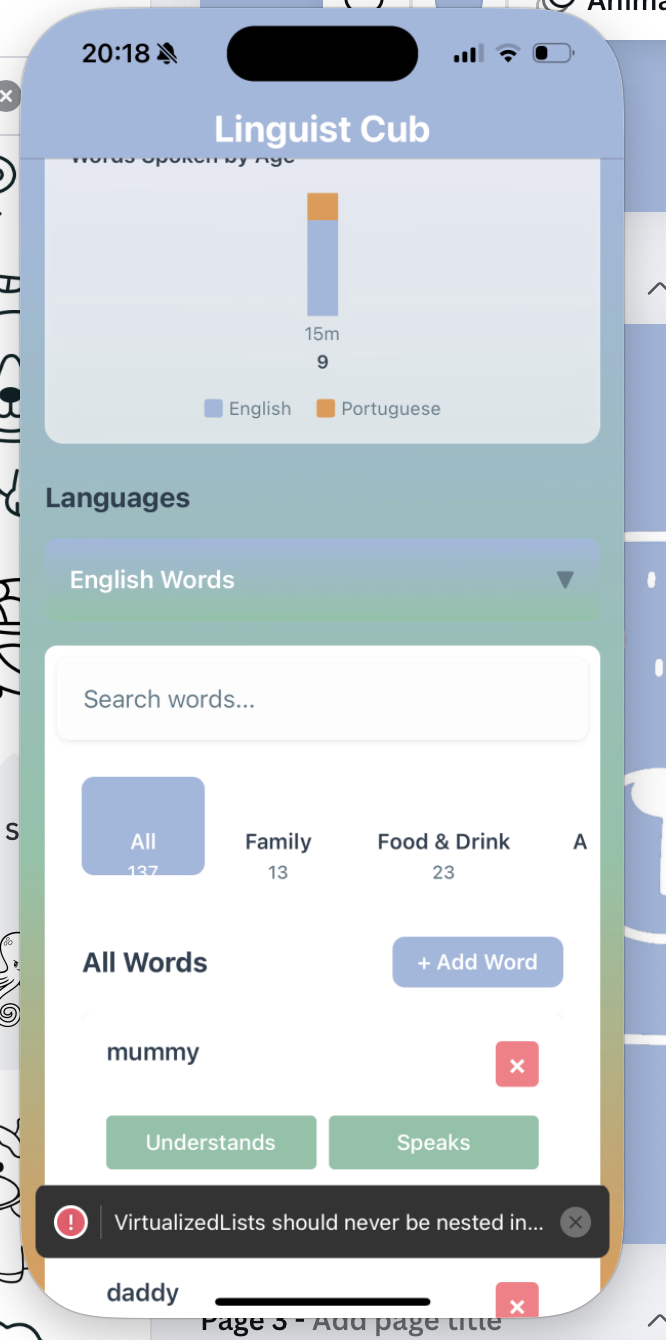 Anima
20:18
Linguist Cub
Words Spoken by Age
15m
9
English
Portuguese
Languages
English Words
Search words...
All
137
Family
13
Food & Drink
23
A
All Words
+ Add Word
mummy
Understands
Speaks
VirtualizedLists should never be nested in...
daddy
Page 3 - Add page title